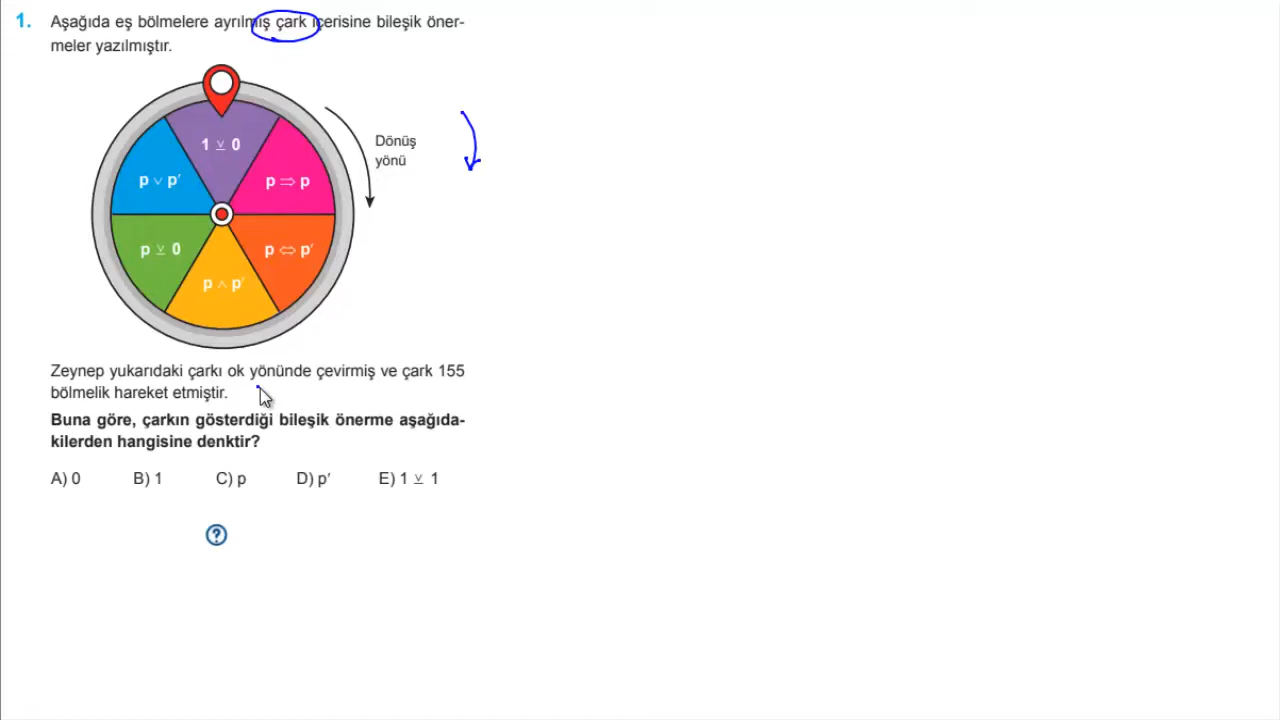 1. Aşağıda eş bölmelere ayrılmış çark içerisine bileşik öner-
meler yazılmıştır.
1 ⊻ 0
Dönüş
yönü
p ∨ p′
p ⇒ p
p ⊻ 0
p ⇔ p′
p ∧ p′
Zeynep yukarıdaki çarkı ok yönünde çevirmiş ve çark 155
bölmelik hareket etmiştir.
Buna göre, çarkın gösterdiği bileşik önerme aşağıda-
kilerden hangisine denktir?
A) 0 B) 1 C) p D) p′ E) 1 ⊻ 1
?